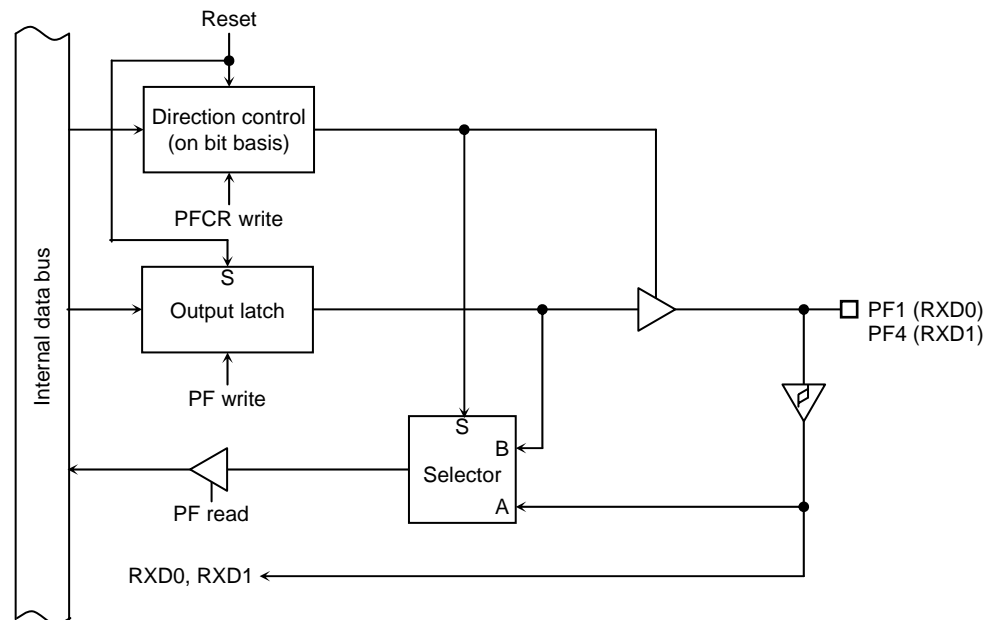 Reset
Direction control
(on bit basis)
PFCR write
Internal data bus
S
Output latch
PF1 (RXD0)
PF4 (RXD1)
PF write
S
B
Selector
A
PF read
RXD0, RXD1